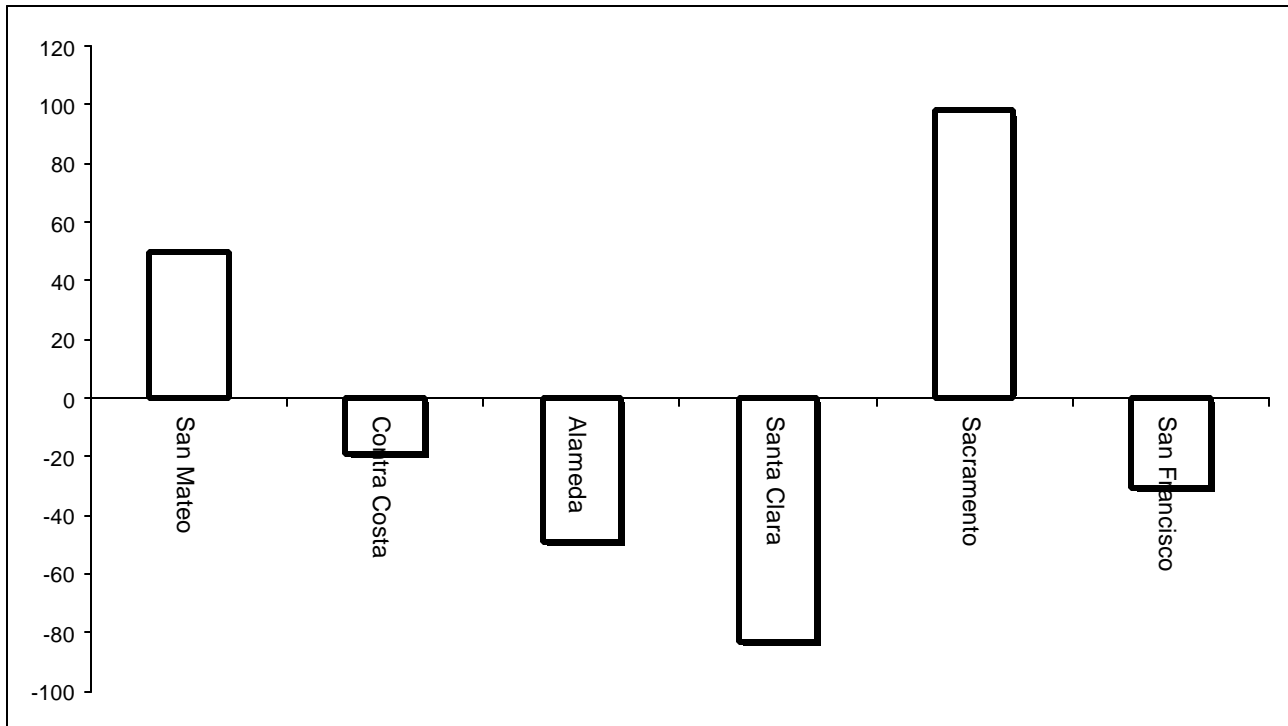 120
100
80
60
40
20
0
-20
-40
-60
-80
-100
San Mateo
Contra Costa
Alameda
Santa Clara
Sacramento
San Francisco